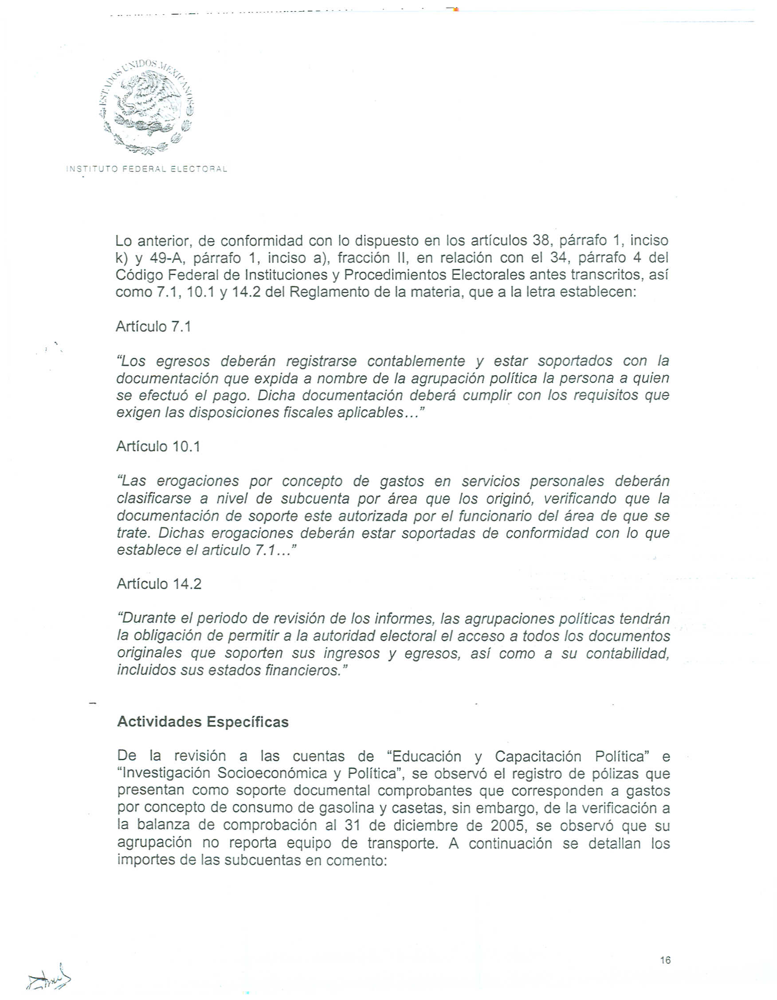 ESTADOS UNIDOS MEXICANOS
INSTITUTO FEDERAL ELECTORAL
Lo anterior, de conformidad con lo dispuesto en los artículos 38, párrafo 1, inciso
k) y 49-A, párrafo 1, inciso a), fracción II, en relación con el 34, párrafo 4 del
Código Federal de Instituciones y Procedimientos Electorales antes transcritos, así
como 7.1, 10.1 y 14.2 del Reglamento de la materia, que a la letra establecen:
Artículo 7.1
“Los egresos deberán registrarse contablemente y estar soportados con la
documentación que expida a nombre de la agrupación política la persona a quien
se efectuó el pago. Dicha documentación deberá cumplir con los requisitos que
exigen las disposiciones fiscales aplicables...”
Artículo 10.1
“Las erogaciones por concepto de gastos en servicios personales deberán
clasificarse a nivel de subcuenta por área que los originó, verificando que la
documentación de soporte este autorizada por el funcionario del área de que se
trate. Dichas erogaciones deberán estar soportadas de conformidad con lo que
establece el articulo 7.1...”
Artículo 14.2
“Durante el periodo de revisión de los informes, las agrupaciones políticas tendrán
la obligación de permitir a la autoridad electoral el acceso a todos los documentos
originales que soporten sus ingresos y egresos, así como a su contabilidad,
incluidos sus estados financieros.”
Actividades Específicas
De la revisión a las cuentas de “Educación y Capacitación Política” e
“Investigación Socioeconómica y Política”, se observó el registro de pólizas que
presentan como soporte documental comprobantes que corresponden a gastos
por concepto de consumo de gasolina y casetas, sin embargo, de la verificación a
la balanza de comprobación al 31 de diciembre de 2005, se observó que su
agrupación no reporta equipo de transporte. A continuación se detallan los
importes de las subcuentas en comento:
16